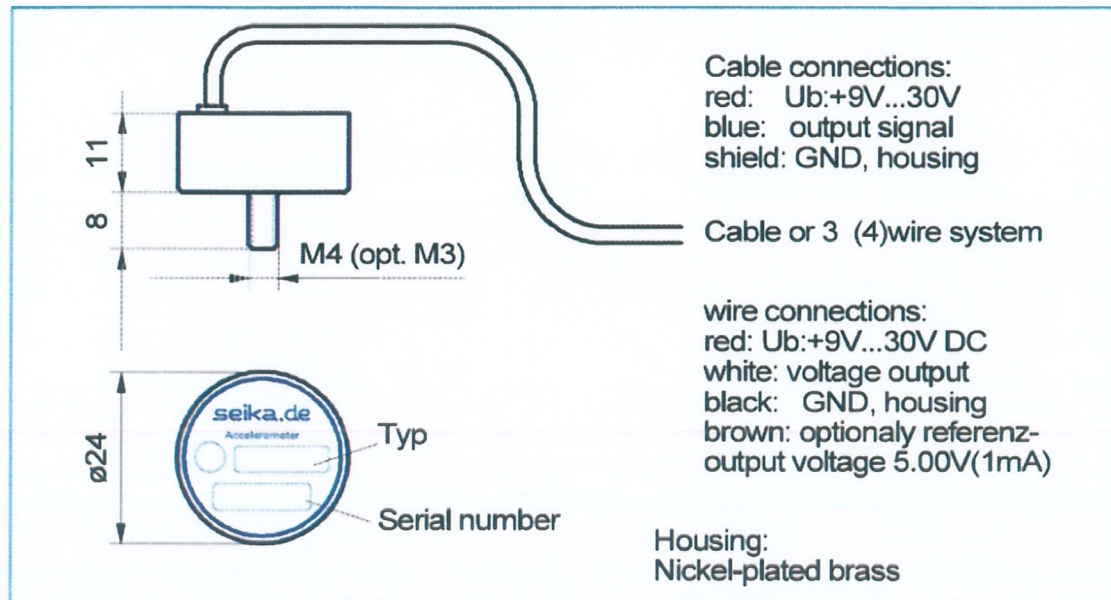 Cable connections:
red: Ub:+9V...30V
blue: output signal
shield: GND, housing
11
8
Cable or 3 (4)wire system
M4 (opt. M3)
wire connections:
red: Ub:+9V...30V DC
white: voltage output
black: GND, housing
brown: optionaly referenz-
output voltage 5.00V(1mA)
ø24
seika.de
Accelerometer
Typ
Serial number
Housing:
Nickel-plated brass